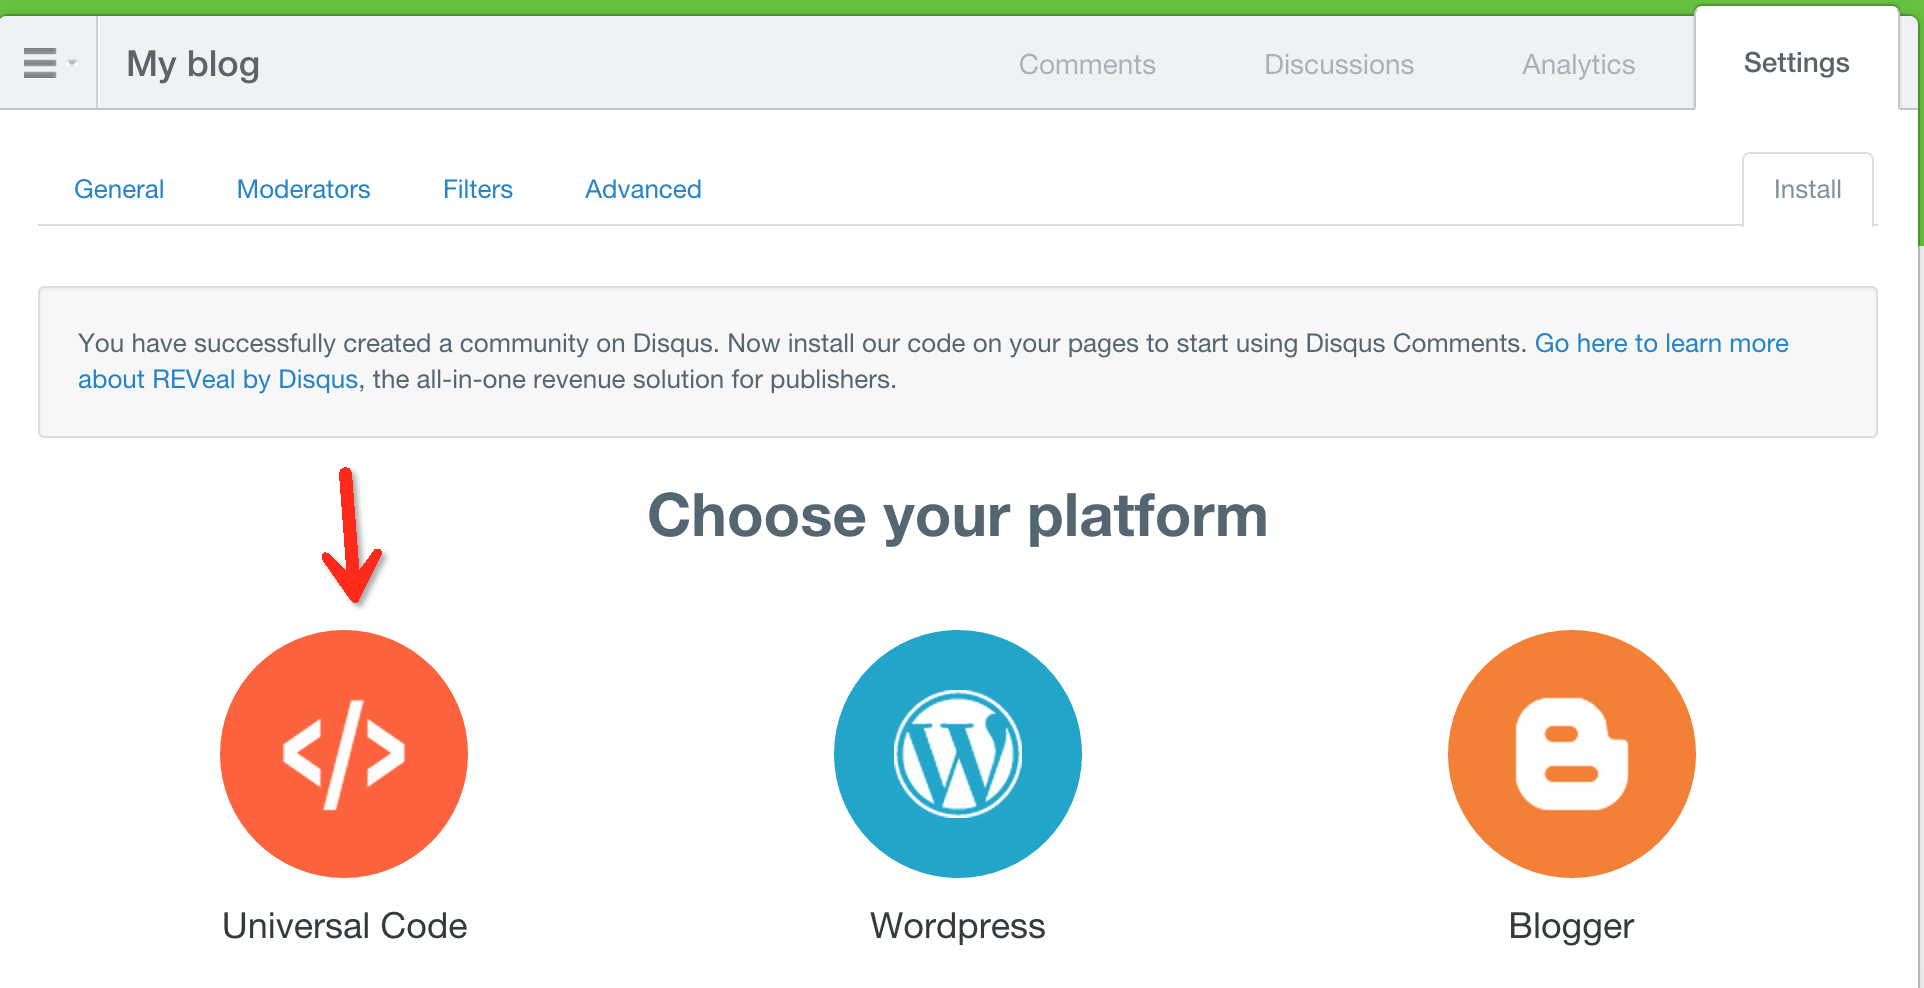 My blog
Comments
Discussions
Analytics
Settings
General
Moderators
Filters
Advanced
Install
You have successfully created a community on Disqus. Now install our code on your pages to start using Disqus Comments. Go here to learn more
about REVeal by Disqus, the all-in-one revenue solution for publishers.
Choose your platform
Universal Code
Wordpress
Blogger